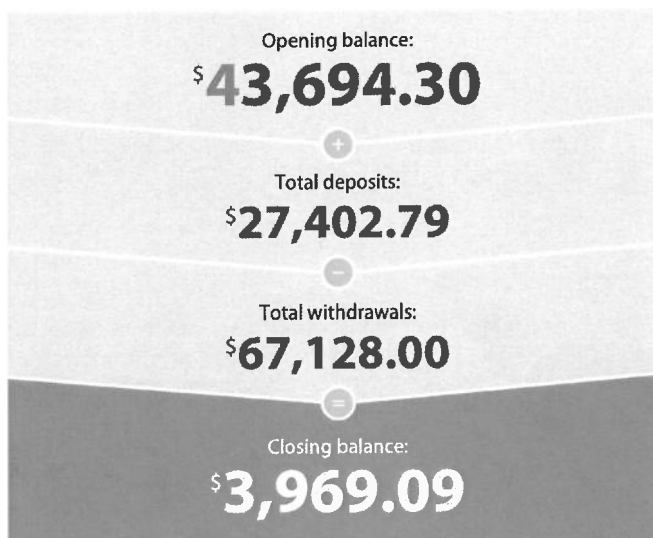 Opening balance:
$43,694.30
+
Total deposits:
$27,402.79
-
Total withdrawals:
$67,128.00
=
Closing balance:
$3,969.09